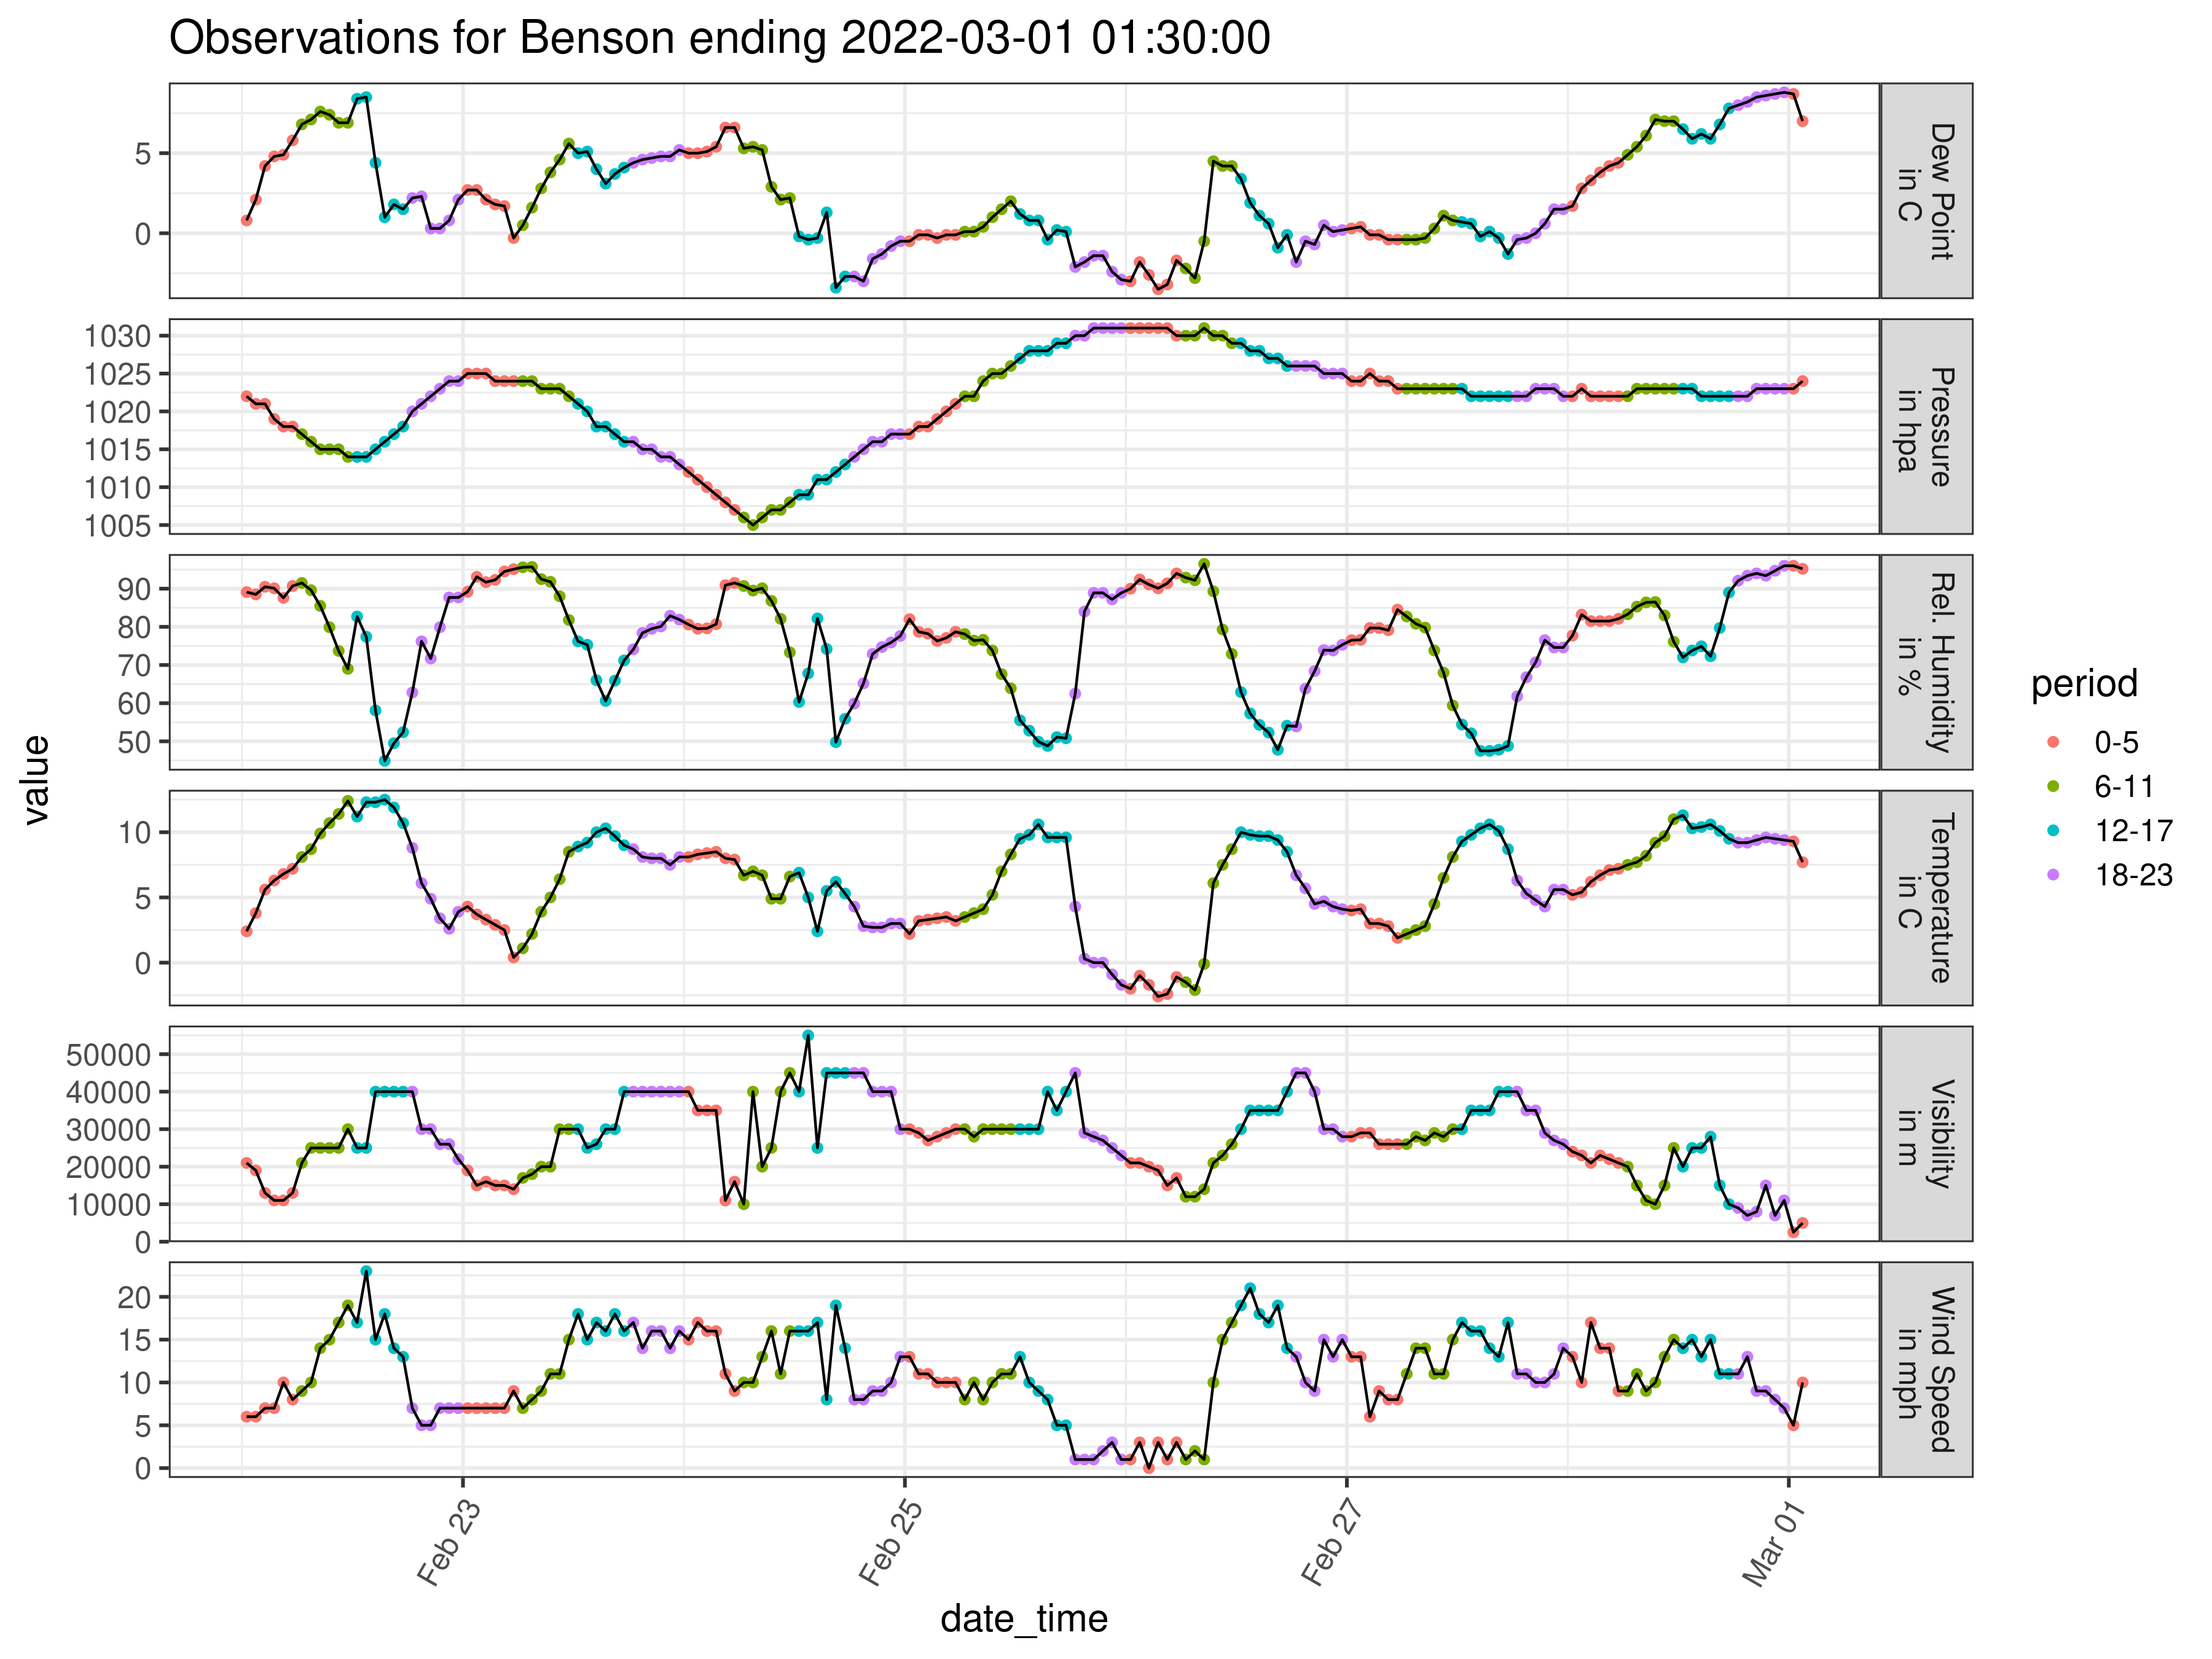 Observations for Benson ending 2022-03-01 01:30:00
value
5
0
Dew Point
in C
1030
1025
1020
1015
1010
1005
Pressure
in hpa
90
80
70
60
50
Rel. Humidity
in %
10
5
0
Temperature
in C
50000
40000
30000
20000
10000
0
Visibility
in m
20
15
10
5
0
Wind Speed
in mph
Feb 23
Feb 25
Feb 27
Mar 01
date_time
period
0-5
6-11
12-17
18-23